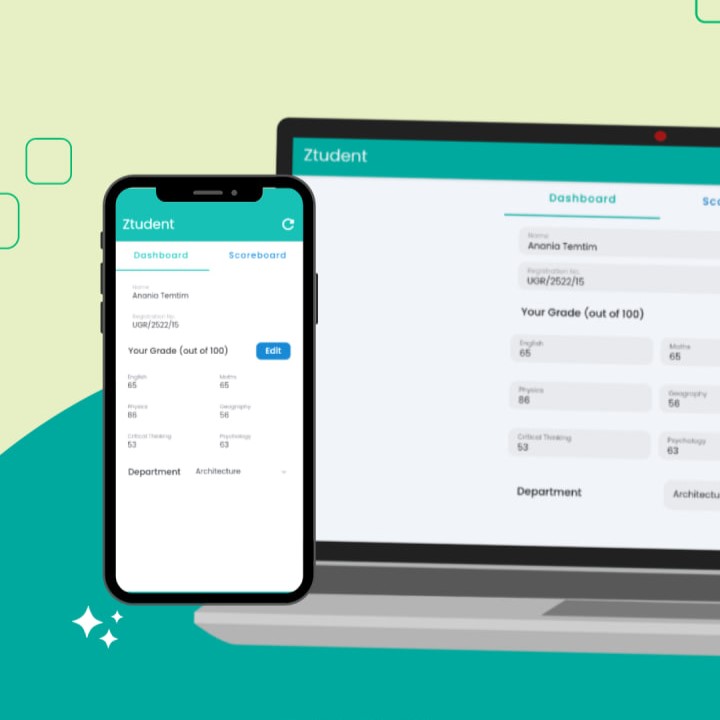 Ztudent
Dashboard Scoreboard
Name
Anania Temtim
Registration No.
UGR/2522/15
Your Grade (out of 100) Edit
English Maths
65 65
Physics Geography
86 56
Critical Thinking Psychology
53 63
Department Architecture
Ztudent
Dashboard Sco
Name
Anania Temtim
Registration No.
UGR/2522/15
Your Grade (out of 100)
English Maths
65 65
Physics Geography
86 56
Critical Thinking Psychology
53 63
Department Architectu